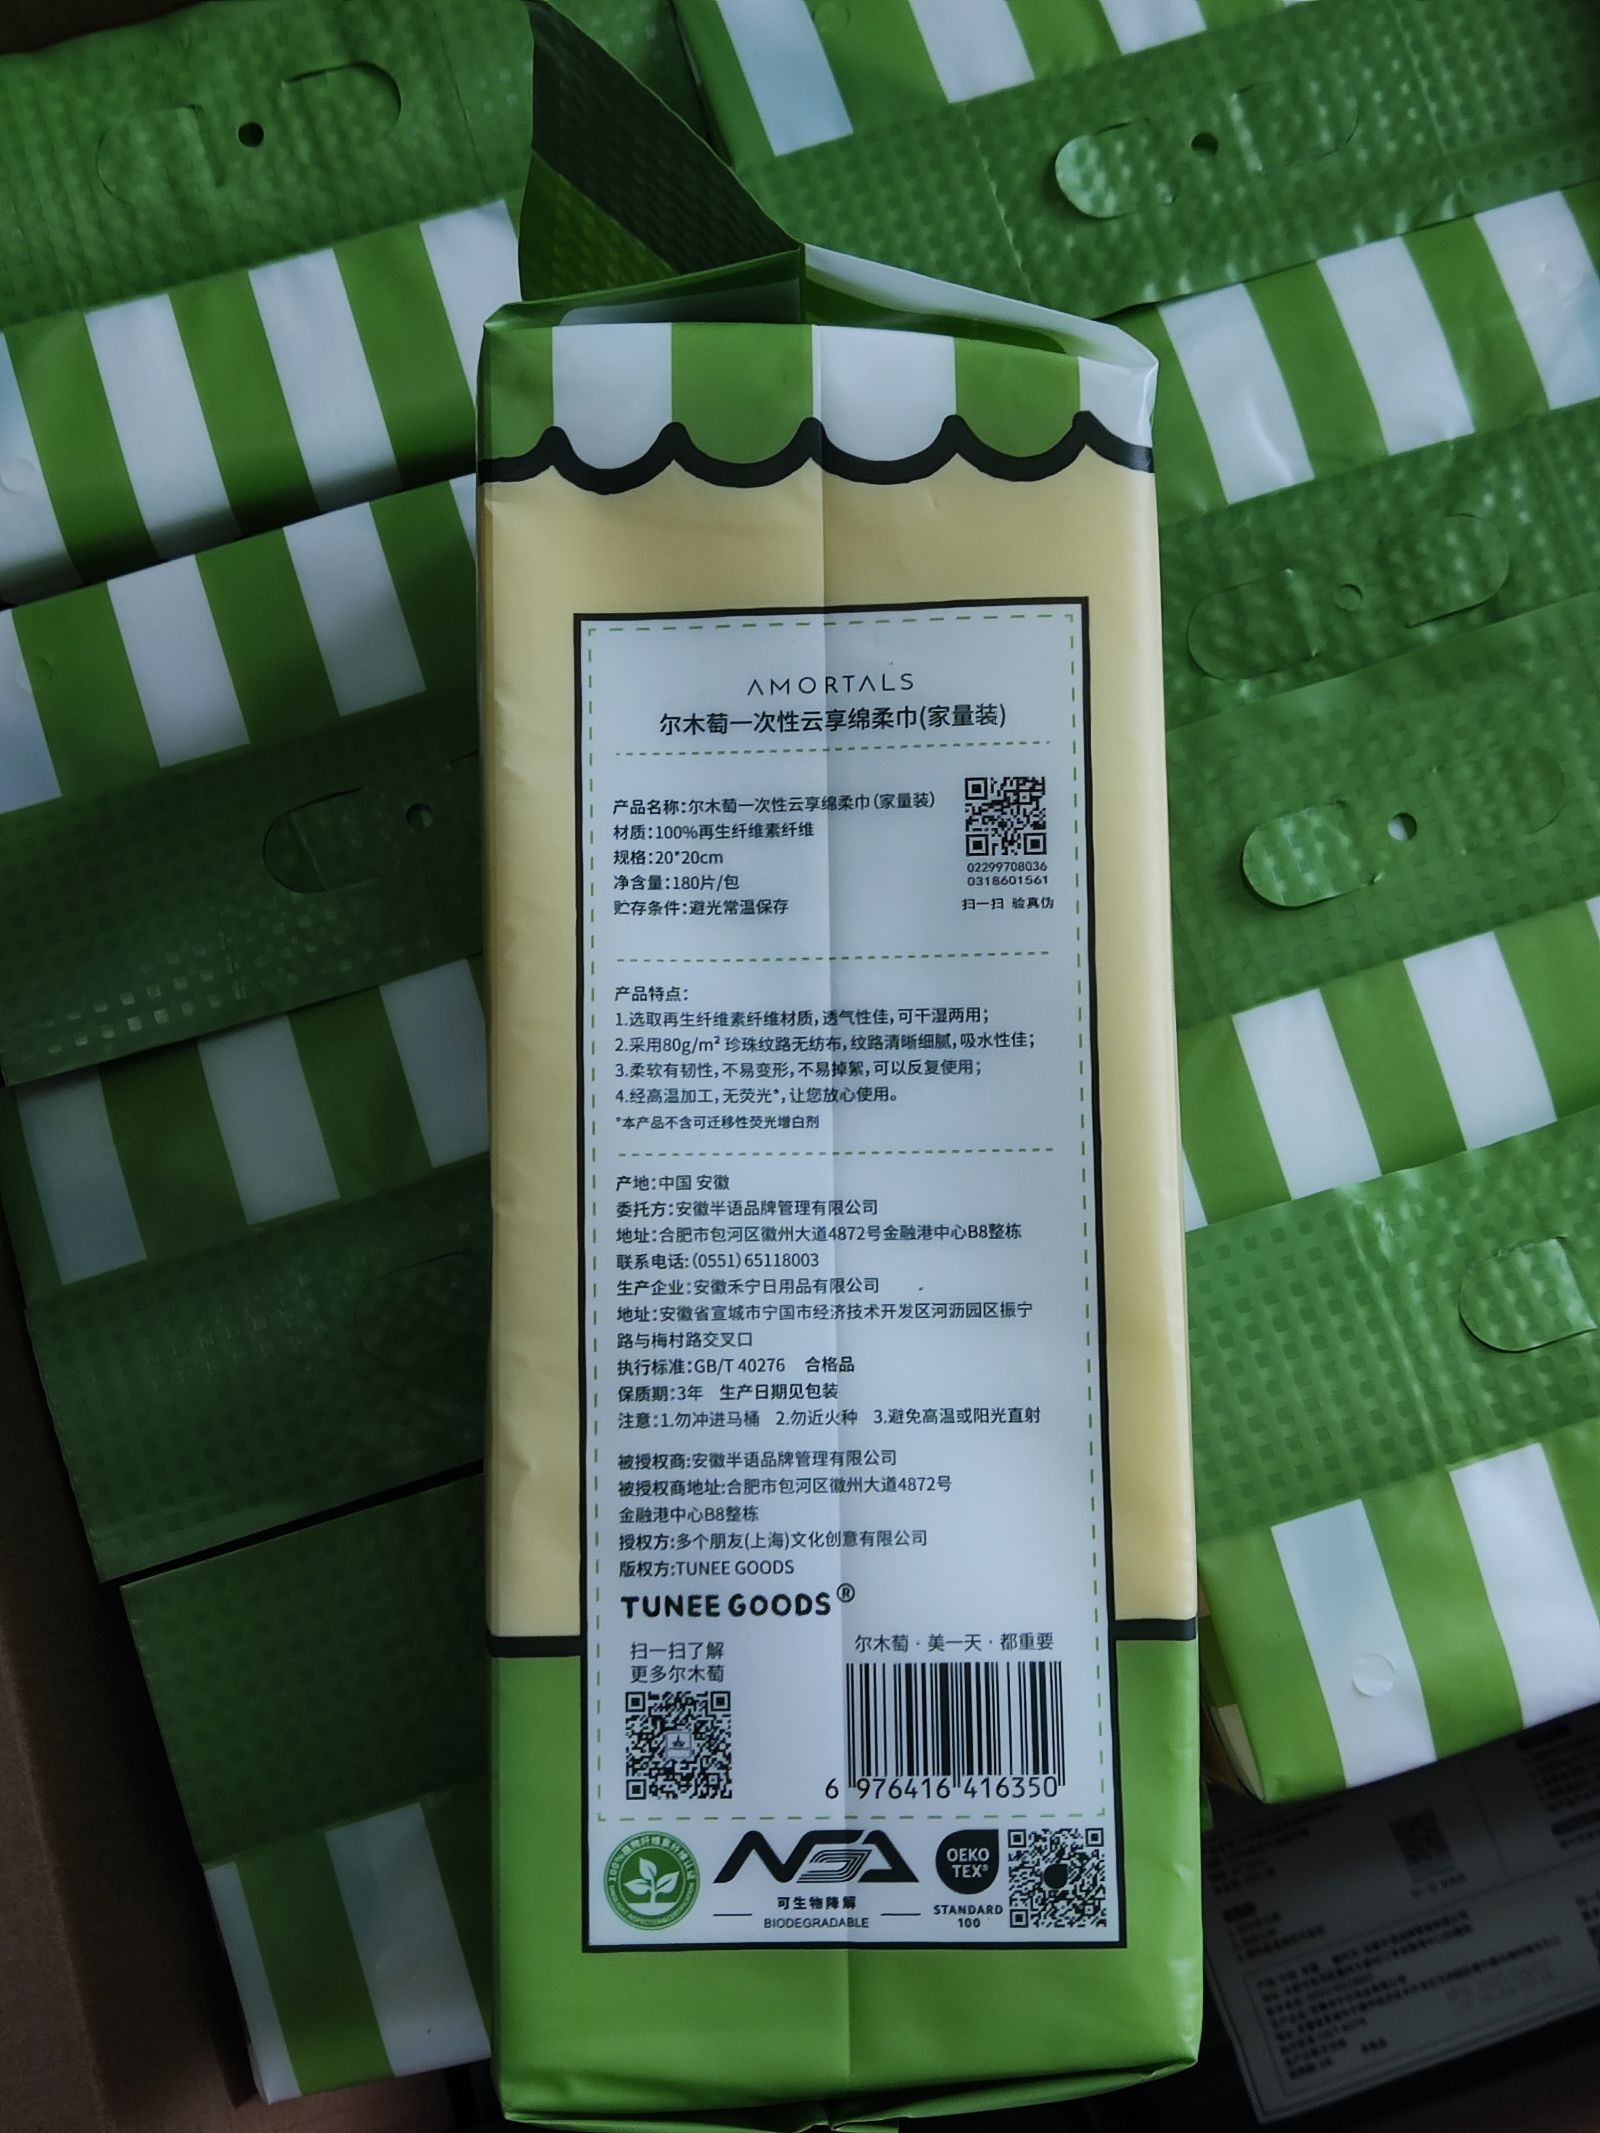 AMORTALS
尔木萄一次性云享绵柔巾(家量装)
产品名称:尔木萄一次性云享绵柔巾(家量装)
材质:100%再生纤维素纤维
规格:20*20cm
净含量:180片/包
贮存条件:避光常温保存
02299708036
0318601561
扫一扫 验真伪
产品特点:
1.选取再生纤维素纤维材质,透气性佳,可干湿两用;
2.采用80g/m² 珍珠纹路无纺布,纹路清晰细腻,吸水性佳;
3.柔软有韧性,不易变形,不易掉絮,可以反复使用;
4.经高温加工,无荧光*,让您放心使用。
*本产品不含可迁移性荧光增白剂
产地:中国 安徽
委托方:安徽半语品牌管理有限公司
地址:合肥市包河区徽州大道4872号金融港中心B8整栋
联系电话:(0551)65118003
生产企业:安徽禾宁日用品有限公司
地址:安徽省宣城市宁国市经济技术开发区河沥园区振宁
路与梅村路交叉口
执行标准:GB/T 40276 合格品
保质期:3年 生产日期见包装
注意:1.勿冲进马桶 2.勿近火种 3.避免高温或阳光直射
被授权商:安徽半语品牌管理有限公司
被授权商地址:合肥市包河区徽州大道4872号
金融港中心B8整栋
授权方:多个朋友(上海)文化创意有限公司
版权方:TUNEE GOODS
TUNEE GOODS®
扫一扫了解
更多尔木萄
尔木萄·美一天·都重要
6 976416 416350
可生物降解
BIODEGRADABLE
OEKO
TEX®
STANDARD
100